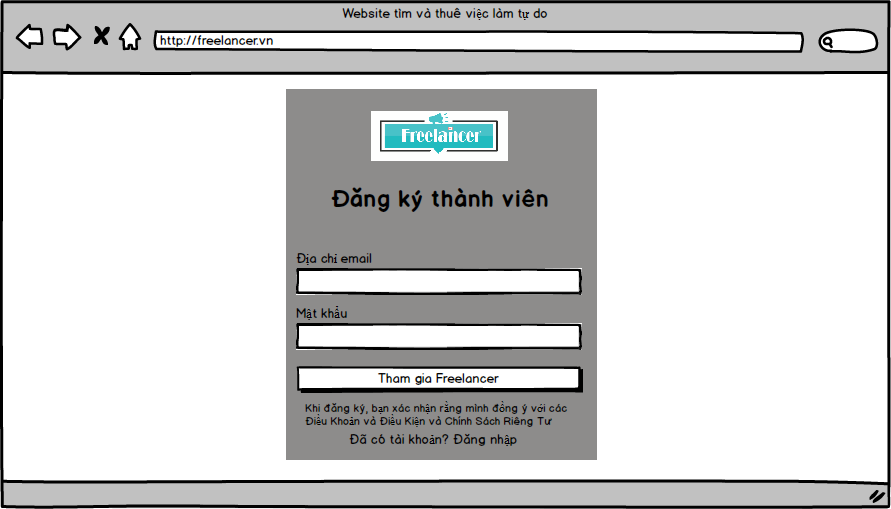 Website tìm và thuê việc làm tự do
http://freelancer.vn
Freelancer
Đăng ký thành viên
Địa chỉ email
Mật khẩu
Tham gia Freelancer
Khi đăng ký, bạn xác nhận rằng mình đồng ý với các
Điều Khoản và Điều Kiện và Chính Sách Riêng Tư
Đã có tài khoản? Đăng nhập